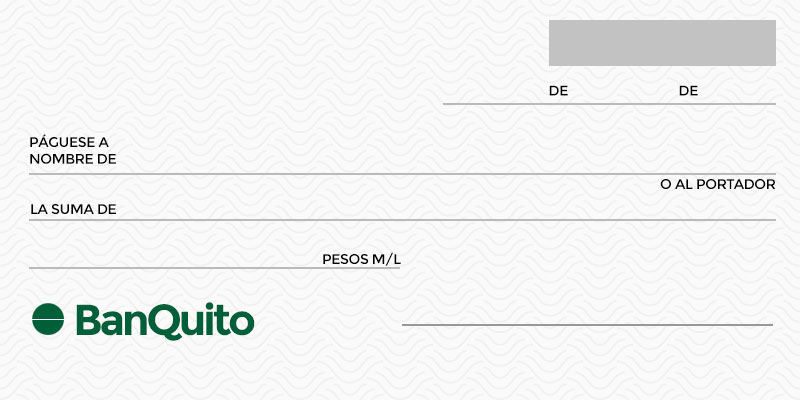 DE DE
PÁGUESE A
NOMBRE DE
O AL PORTADOR
LA SUMA DE
PESOS M/L
BanQuito